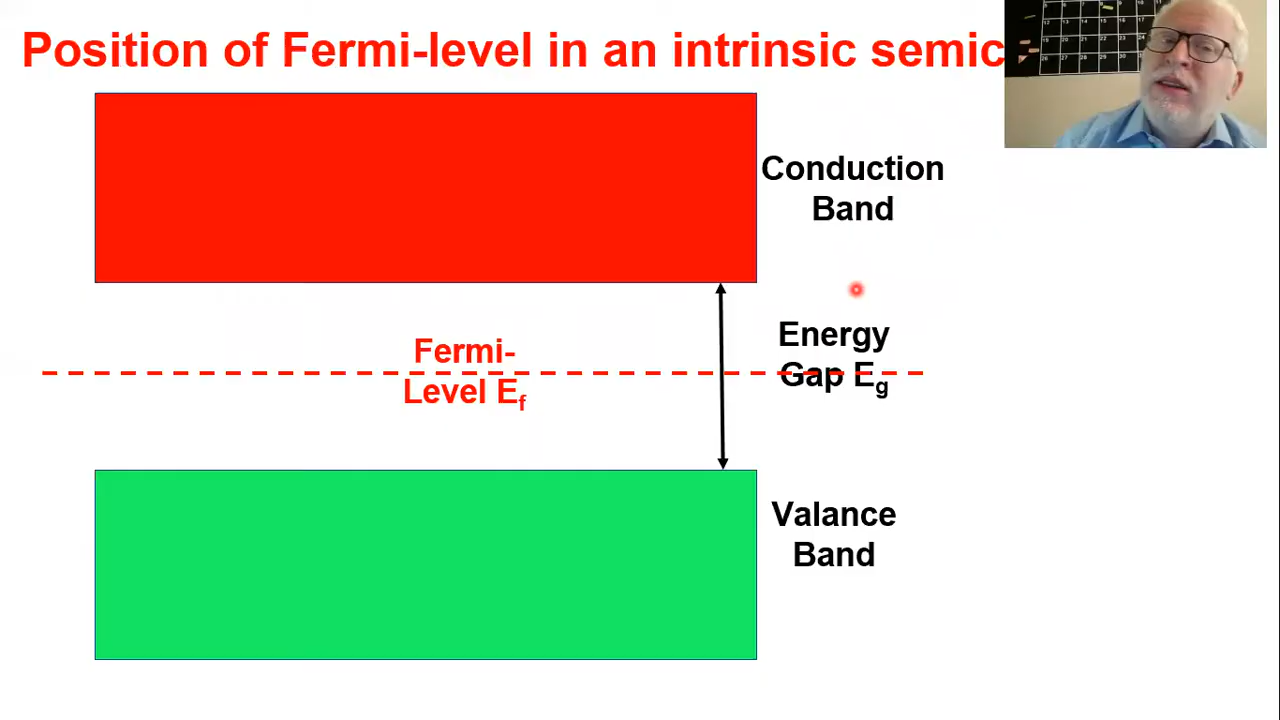 Position of Fermi-level in an intrinsic semic
Conduction
Band
Energy
Gap Eg
Fermi-
Level Ef
Valance
Band